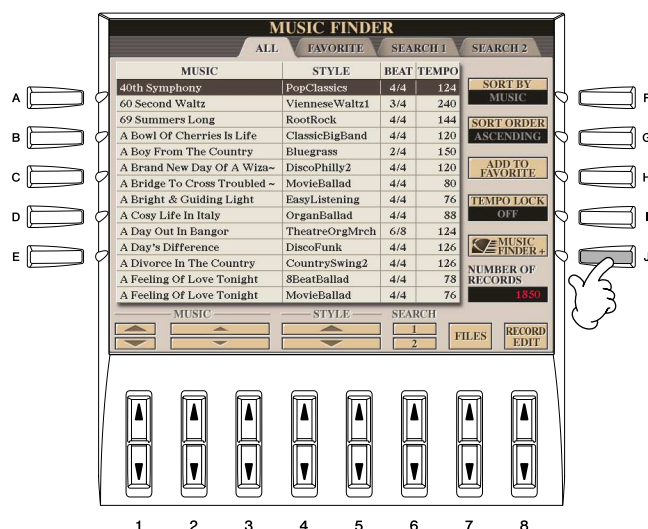 MUSIC FINDER
ALL FAVORITE SEARCH 1 SEARCH 2
MUSIC STYLE BEAT TEMPO
40th Symphony PopClassics 4/4 124
60 Second Waltz VienneseWaltz1 3/4 240
69 Summers Long RootRock 4/4 144
A Bowl Of Cherries Is Life ClassicBigBand 4/4 120
A Boy From The Country Bluegrass 2/4 150
A Brand New Day Of A Wiza~ DiscoPhilly2 4/4 120
A Bridge To Cross Troubled ~ MovieBallad 4/4 80
A Bright & Guiding Light EasyListening 4/4 76
A Cosy Life In Italy OrganBallad 4/4 88
A Day Out In Bangor TheatreOrgMrch 6/8 124
A Day's Difference DiscoFunk 4/4 126
A Divorce In The Country CountrySwing2 4/4 126
A Feeling Of Love Tonight 8BeatBallad 4/4 78
A Feeling Of Love Tonight MovieBallad 4/4 76
SORT BY
MUSIC
SORT ORDER
ASCENDING
ADD TO
FAVORITE
TEMPO LOCK
OFF
MUSIC
FINDER +
NUMBER OF
RECORDS
1850
MUSIC STYLE SEARCH
1
2
FILES
RECORD
EDIT
A
B
C
D
E
F
G
H
I
J
1 2 3 4 5 6 7 8